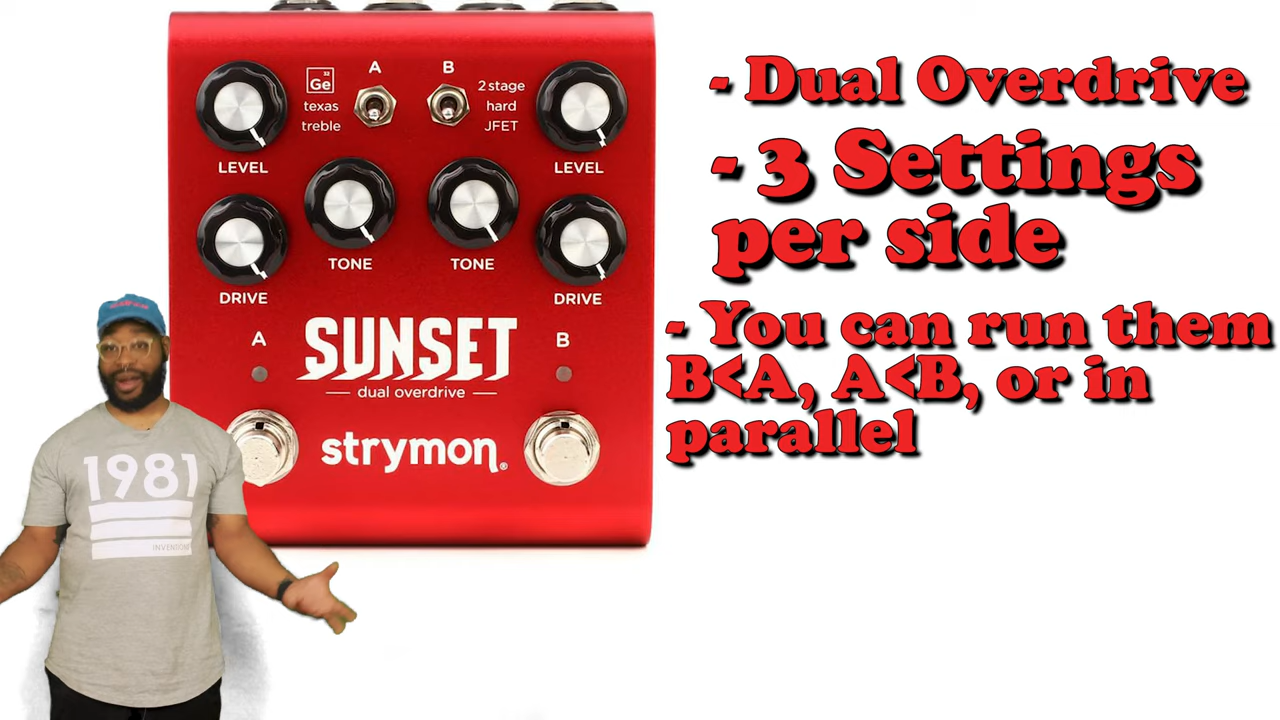 A
B
32
Ge
texas
treble
2 stage
hard
JFET
LEVEL
LEVEL
TONE
TONE
DRIVE
DRIVE
A
B
SUNSET
dual overdrive
strymon®
1981
INVENTIONS
- Dual Overdrive
- 3 Settings
per side
- You can run them
B<A, A<B, or in
parallel